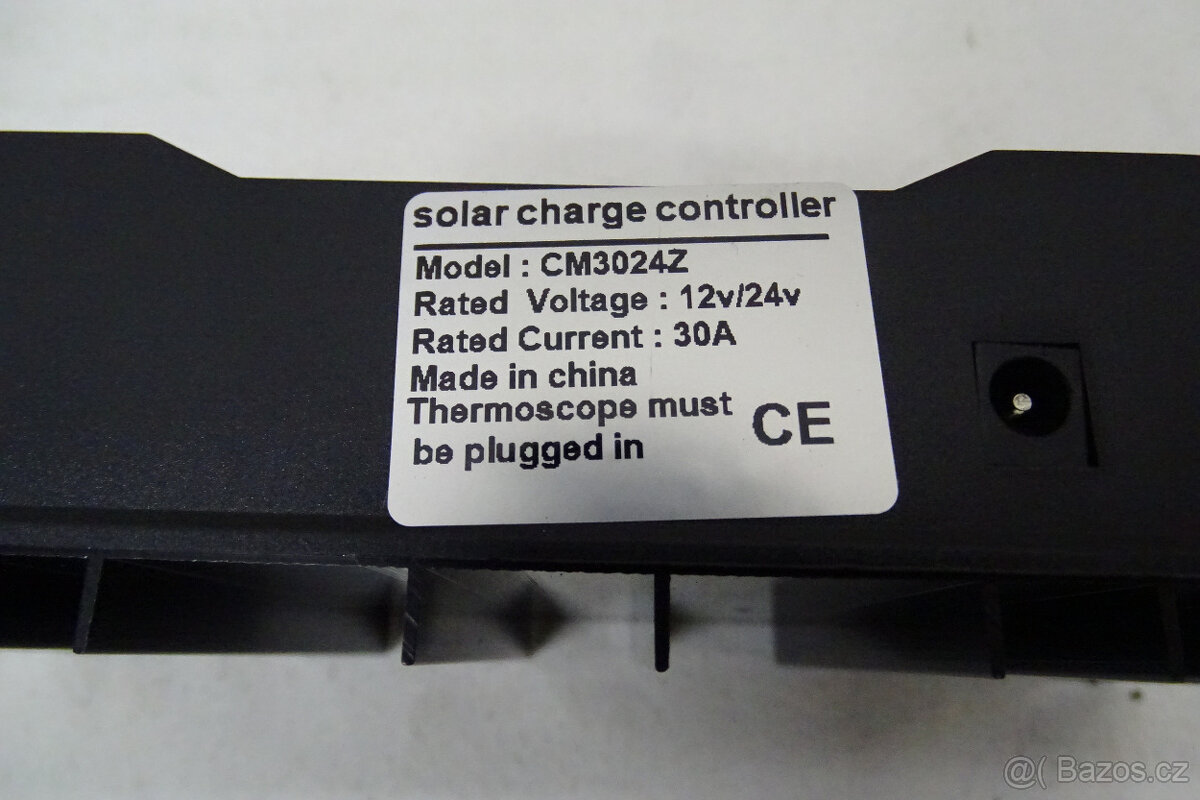 solar charge controller
Model : CM3024Z
Rated Voltage : 12v/24v
Rated Current : 30A
Made in china
Thermoscope must
be plugged in
CE
@( Bazos.cz